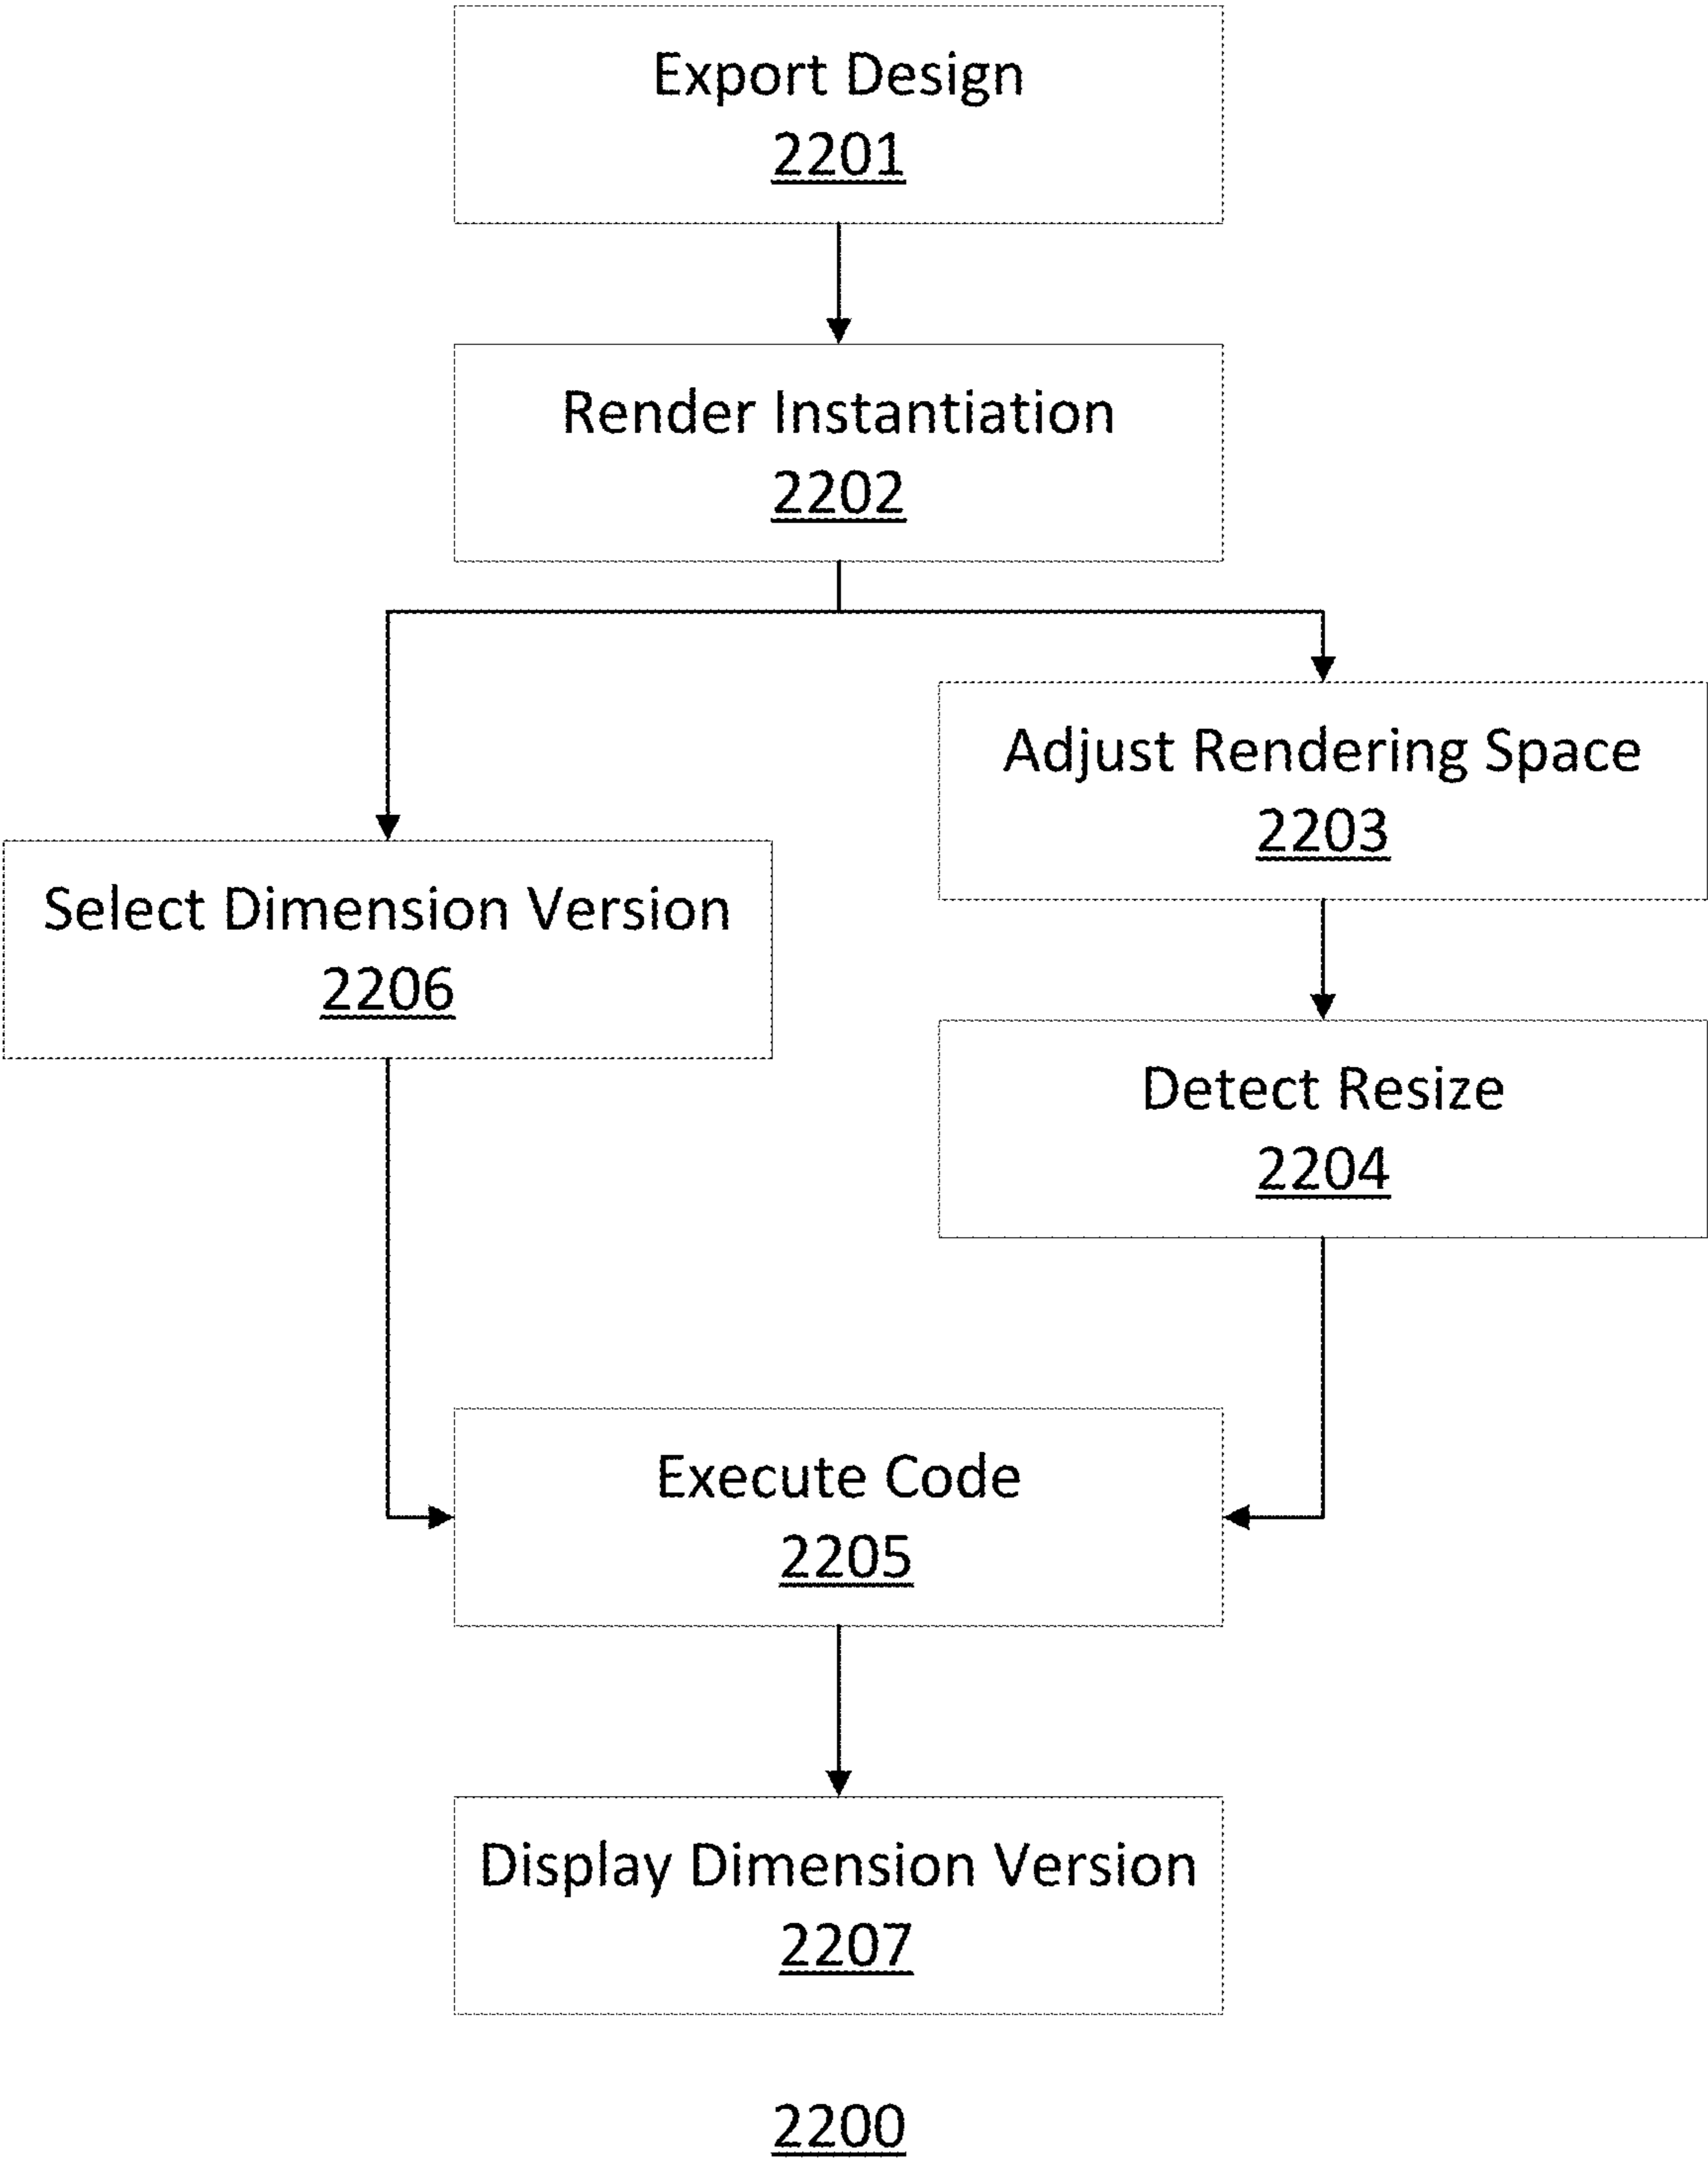 Export Design
2201
Render Instantiation
2202
Adjust Rendering Space
2203
Select Dimension Version
2206
Detect Resize
2204
Execute Code
2205
Display Dimension Version
2207
2200